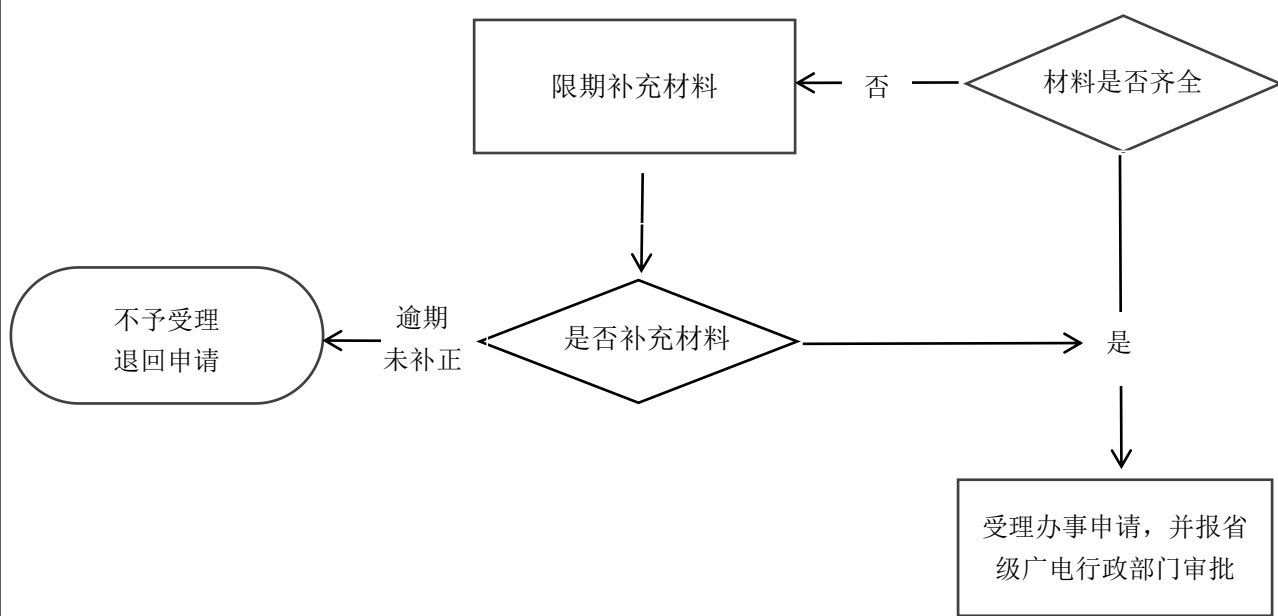 限期补充材料
否
材料是否齐全
不予受理
退回申请
逾期
未补正
是否补充材料
是
受理办事申请，并报省
级广电行政部门审批